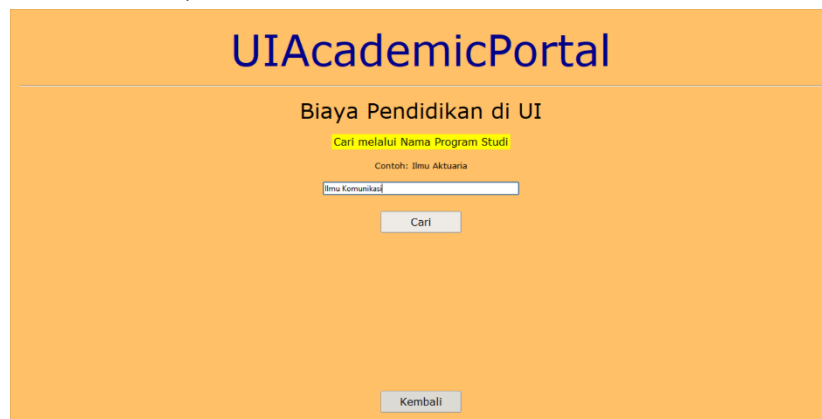 UIAcademicPortal
Biaya Pendidikan di UI
Cari melalui Nama Program Studi
Contoh: Ilmu Aktuaria
Ilmu Komunikasi
Cari
Kembali